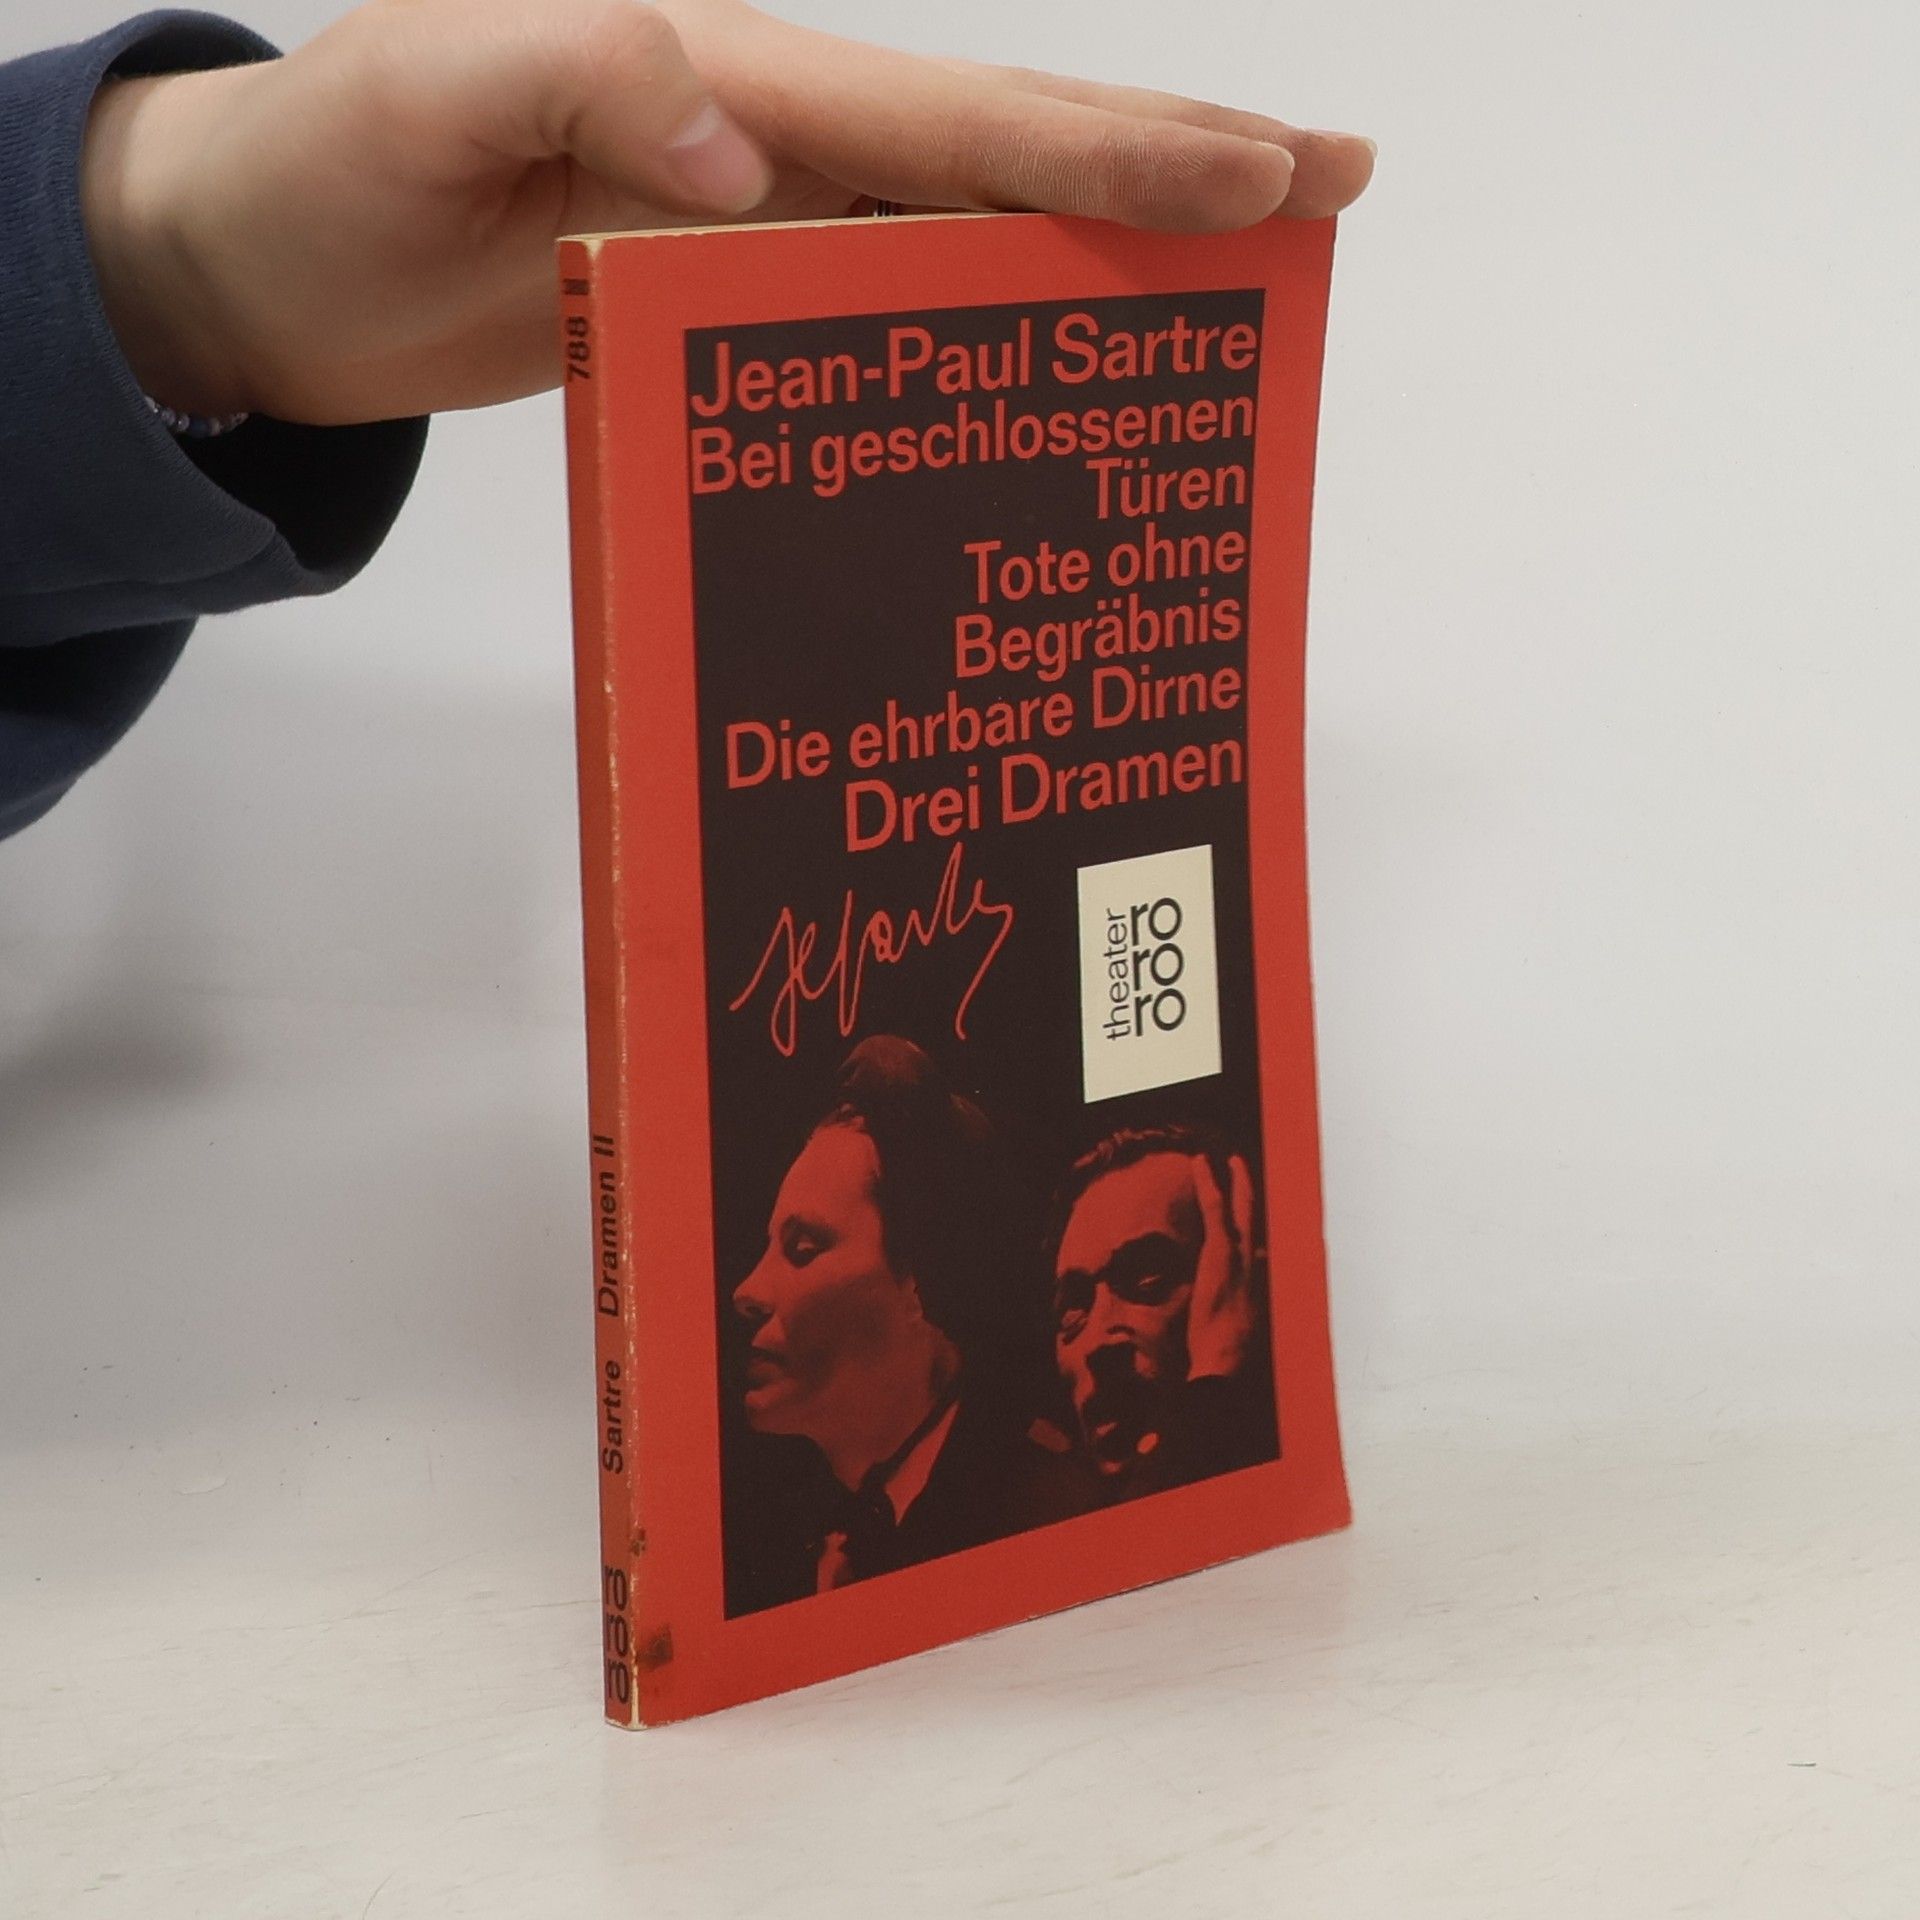 Jean-Paul Sartre
Bei geschlossenen
Türen
Tote ohne
Begräbnis
Die ehrbare Dirne
Drei Dramen
theater
ro
ro
ro
788
Sartre Dramen II
ro
ro
ro